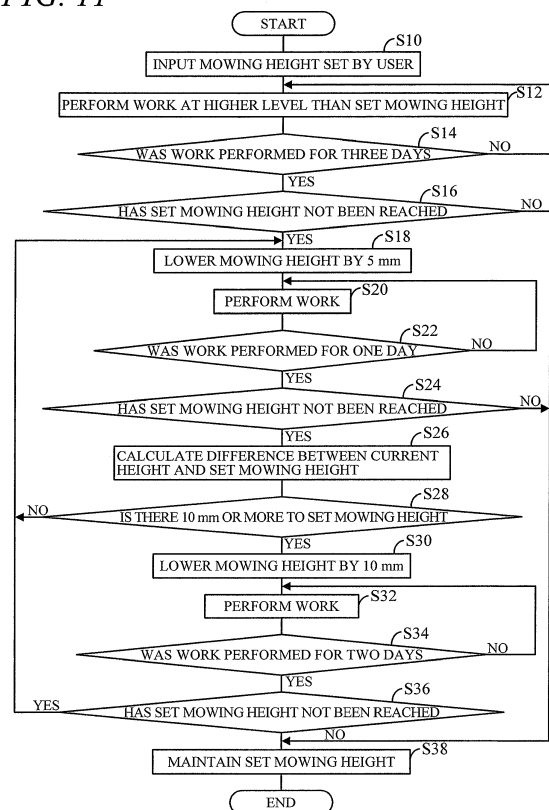 FIG. 11
START
S10
INPUT MOWING HEIGHT SET BY USER
S12
PERFORM WORK AT HIGHER LEVEL THAN SET MOWING HEIGHT
S14
WAS WORK PERFORMED FOR THREE DAYS
NO
YES
S16
HAS SET MOWING HEIGHT NOT BEEN REACHED
NO
YES
S18
LOWER MOWING HEIGHT BY 5 mm
S20
PERFORM WORK
S22
WAS WORK PERFORMED FOR ONE DAY
NO
YES
S24
HAS SET MOWING HEIGHT NOT BEEN REACHED
NO
YES
S26
CALCULATE DIFFERENCE BETWEEN CURRENT
HEIGHT AND SET MOWING HEIGHT
S28
NO
IS THERE 10 mm OR MORE TO SET MOWING HEIGHT
YES
S30
LOWER MOWING HEIGHT BY 10 mm
S32
PERFORM WORK
S34
WAS WORK PERFORMED FOR TWO DAYS
NO
YES
S36
YES
HAS SET MOWING HEIGHT NOT BEEN REACHED
NO
S38
MAINTAIN SET MOWING HEIGHT
END